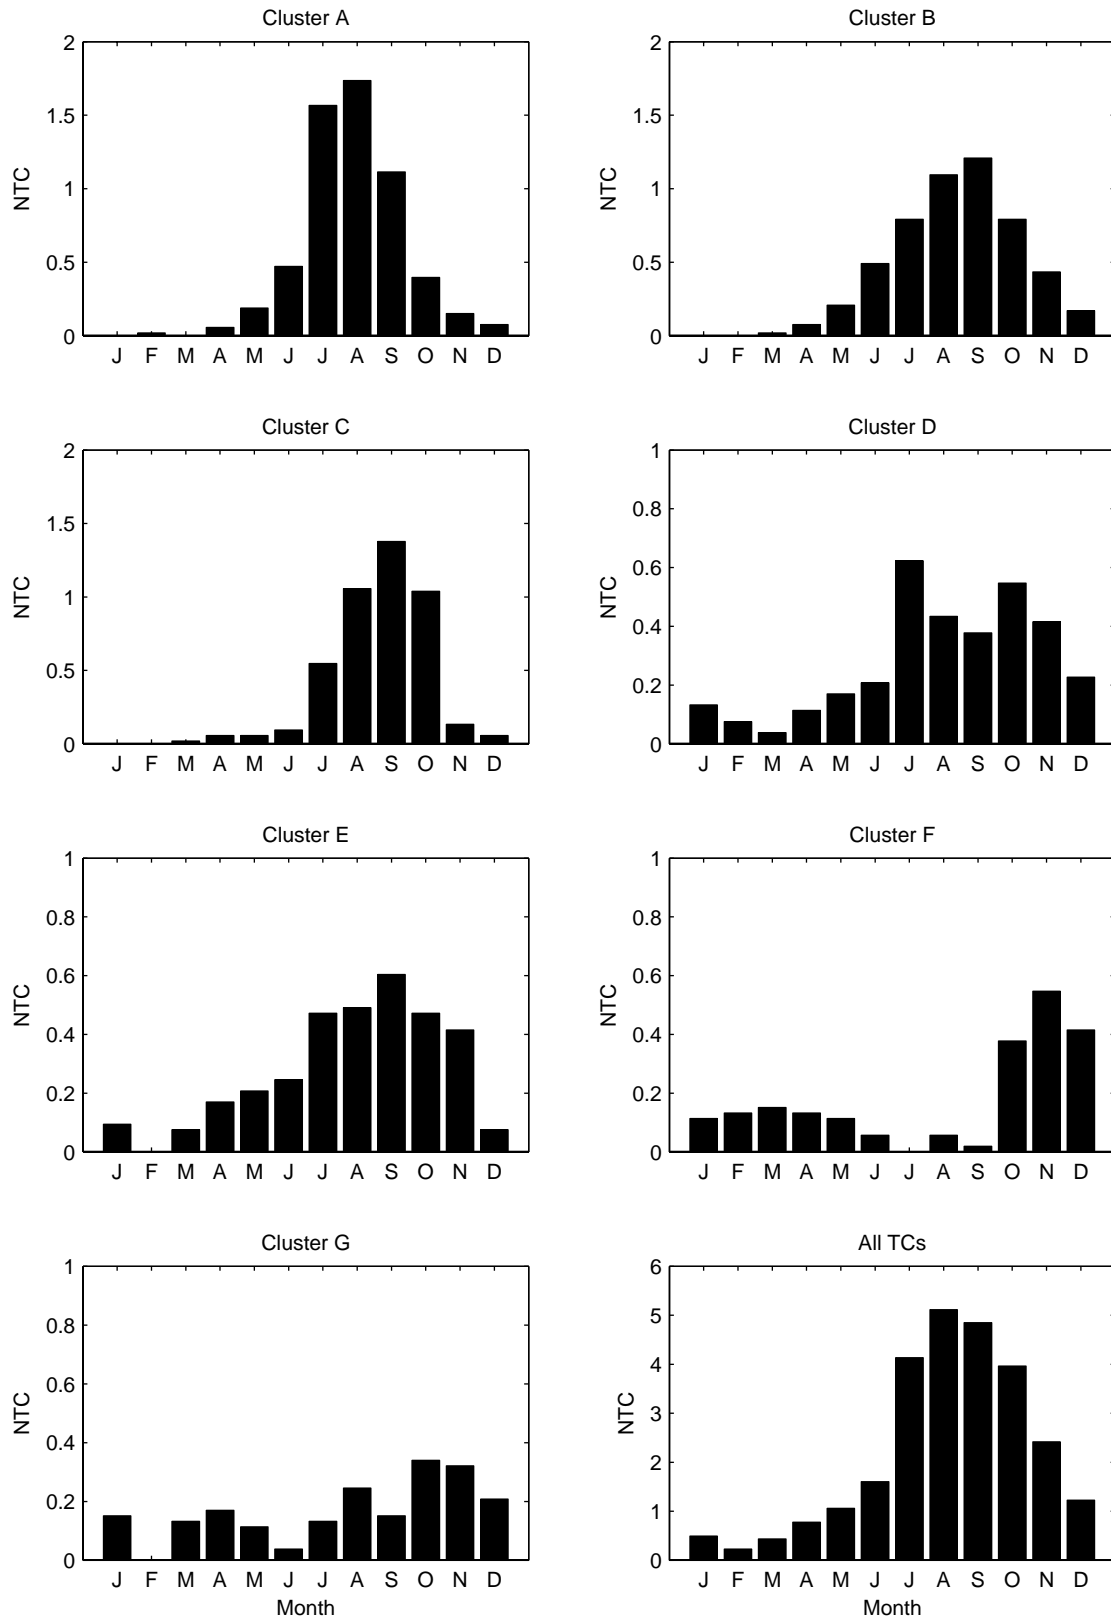 Cluster A
2
1.5
1
0.5
0
NTC
J F M A M J J A S O N D
Cluster B
2
1.5
1
0.5
0
NTC
J F M A M J J A S O N D
Cluster C
2
1.5
1
0.5
0
NTC
J F M A M J J A S O N D
Cluster D
1
0.8
0.6
0.4
0.2
0
NTC
J F M A M J J A S O N D
Cluster E
1
0.8
0.6
0.4
0.2
0
NTC
J F M A M J J A S O N D
Cluster F
1
0.8
0.6
0.4
0.2
0
NTC
J F M A M J J A S O N D
Cluster G
1
0.8
0.6
0.4
0.2
0
NTC
J F M A M J J A S O N D
Month
All TCs
6
5
4
3
2
1
0
NTC
J F M A M J J A S O N D
Month